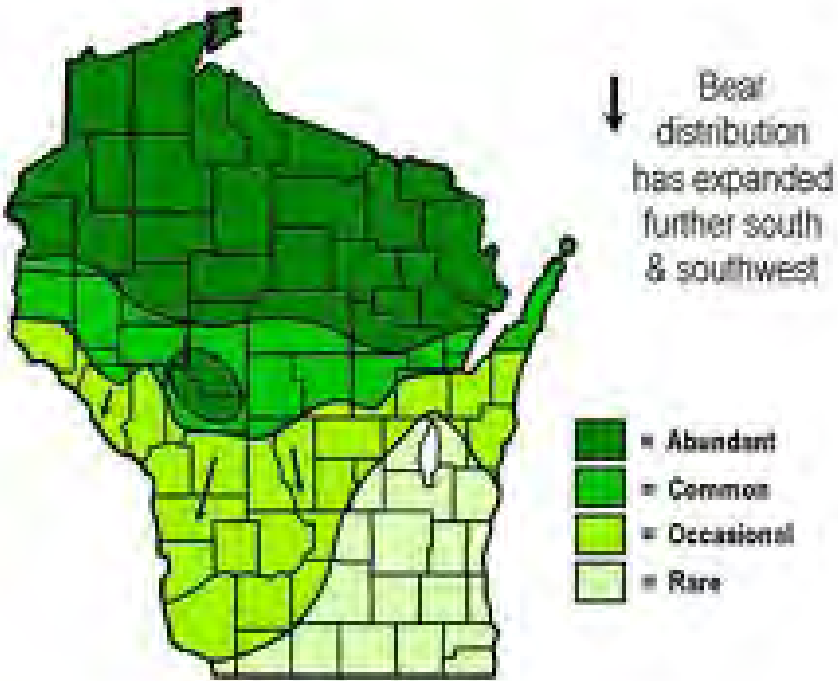 Bear
distribution
has expanded
further south
& southwest
= Abundant
= Common
= Occasional
= Rare